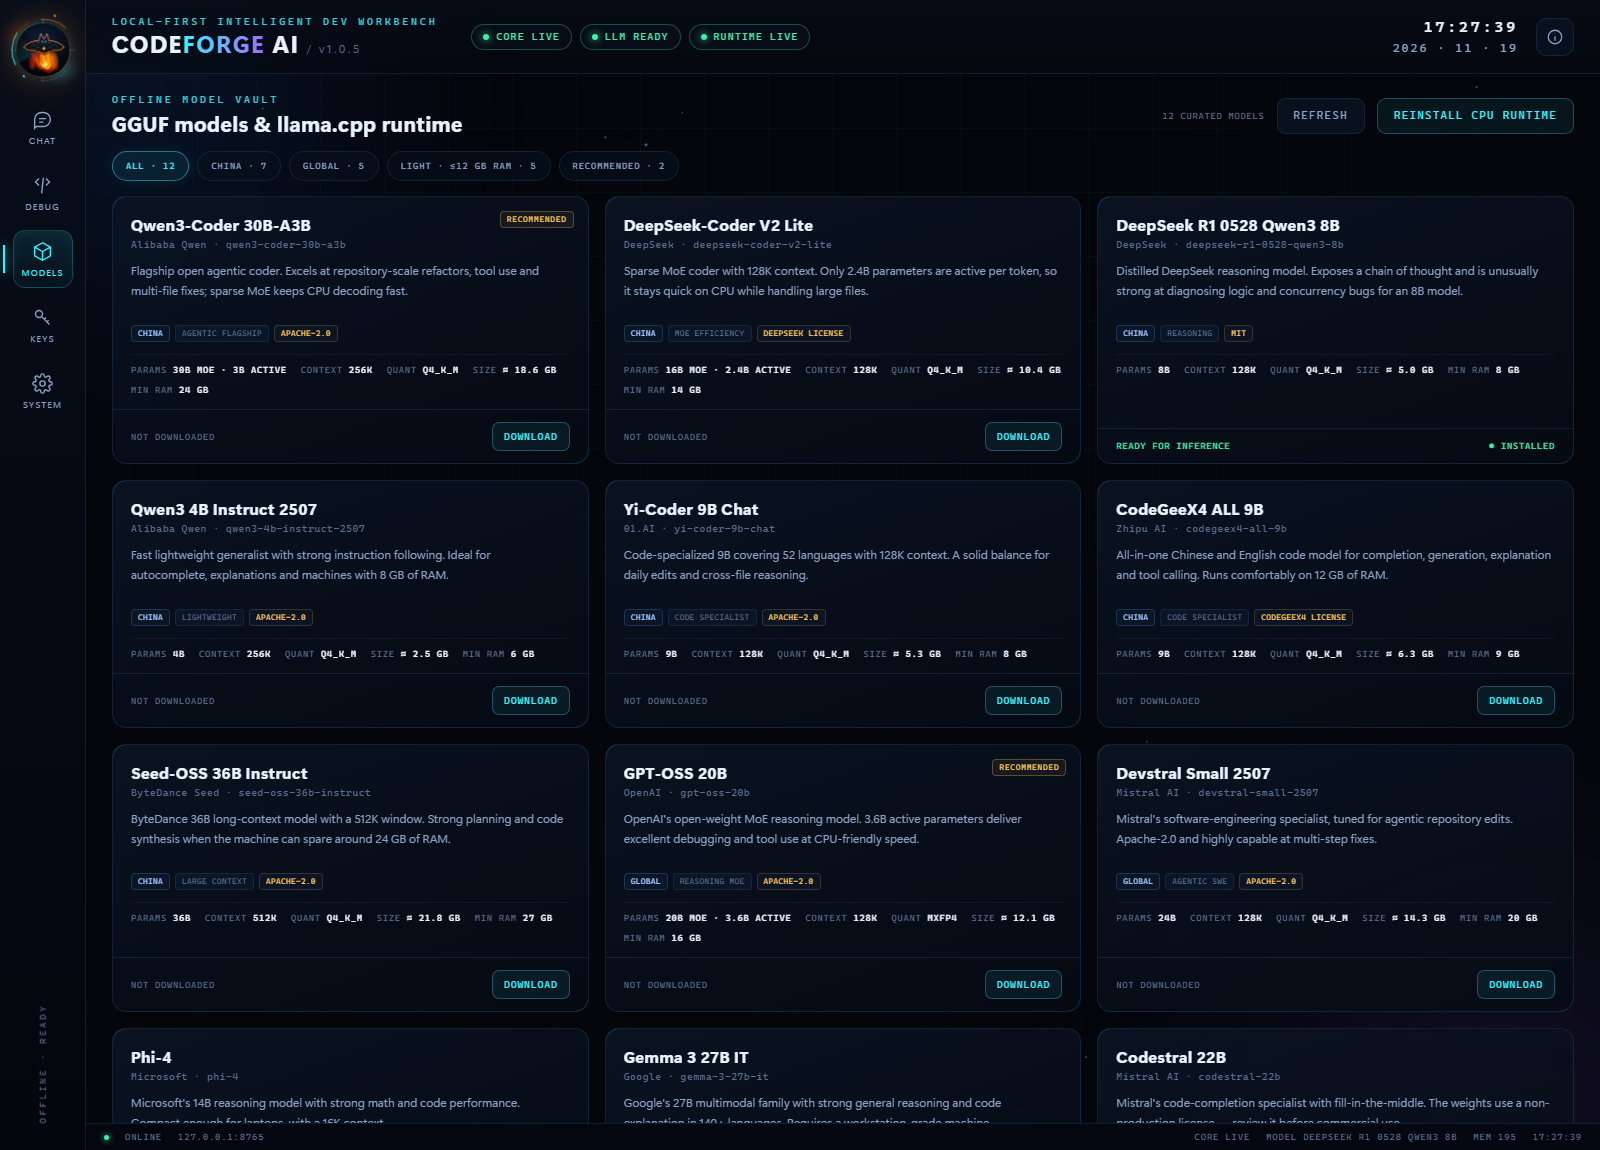 LOCAL-FIRST INTELLIGENT DEV WORKBENCH
CODEFORGE AI / v1.0.5
CORE LIVE
LLM READY
RUNTIME LIVE
17:27:39
2026 · 11 · 19
CHAT
DEBUG
MODELS
KEYS
SYSTEM
OFFLINE · READY
OFFLINE MODEL VAULT
GGUF models & llama.cpp runtime
12 CURATED MODELS
REFRESH
REINSTALL CPU RUNTIME
ALL · 12
CHINA · 7
GLOBAL · 5
LIGHT · ≤12 GB RAM · 5
RECOMMENDED · 2
Qwen3-Coder 30B-A3B
RECOMMENDED
Alibaba Qwen · qwen3-coder-30b-a3b
Flagship open agentic coder. Excels at repository-scale refactors, tool use and
multi-file fixes; sparse MoE keeps CPU decoding fast.
CHINA AGENTIC FLAGSHIP APACHE-2.0
PARAMS 30B MOE · 3B ACTIVE CONTEXT 256K QUANT Q4_K_M SIZE ≈ 18.6 GB
MIN RAM 24 GB
NOT DOWNLOADED
DOWNLOAD
DeepSeek-Coder V2 Lite
DeepSeek · deepseek-coder-v2-lite
Sparse MoE coder with 128K context. Only 2.4B parameters are active per token, so
it stays quick on CPU while handling large files.
CHINA MOE EFFICIENCY DEEPSEEK LICENSE
PARAMS 16B MOE · 2.4B ACTIVE CONTEXT 128K QUANT Q4_K_M SIZE ≈ 10.4 GB
MIN RAM 14 GB
NOT DOWNLOADED
DOWNLOAD
DeepSeek R1 0528 Qwen3 8B
DeepSeek · deepseek-r1-0528-qwen3-8b
Distilled DeepSeek reasoning model. Exposes a chain of thought and is unusually
strong at diagnosing logic and concurrency bugs for an 8B model.
CHINA REASONING MIT
PARAMS 8B CONTEXT 128K QUANT Q4_K_M SIZE ≈ 5.0 GB MIN RAM 8 GB
READY FOR INFERENCE
INSTALLED
Qwen3 4B Instruct 2507
Alibaba Qwen · qwen3-4b-instruct-2507
Fast lightweight generalist with strong instruction following. Ideal for
autocomplete, explanations and machines with 8 GB of RAM.
CHINA LIGHTWEIGHT APACHE-2.0
PARAMS 4B CONTEXT 256K QUANT Q4_K_M SIZE ≈ 2.5 GB MIN RAM 6 GB
NOT DOWNLOADED
DOWNLOAD
Yi-Coder 9B Chat
01.AI · yi-coder-9b-chat
Code-specialized 9B covering 52 languages with 128K context. A solid balance for
daily edits and cross-file reasoning.
CHINA CODE SPECIALIST APACHE-2.0
PARAMS 9B CONTEXT 128K QUANT Q4_K_M SIZE ≈ 5.3 GB MIN RAM 8 GB
NOT DOWNLOADED
DOWNLOAD
CodeGeeX4 ALL 9B
Zhipu AI · codegeex4-all-9b
All-in-one Chinese and English code model for completion, generation, explanation
and tool calling. Runs comfortably on 12 GB of RAM.
CHINA CODE SPECIALIST CODEGEEX4 LICENSE
PARAMS 9B CONTEXT 128K QUANT Q4_K_M SIZE ≈ 6.3 GB MIN RAM 9 GB
NOT DOWNLOADED
DOWNLOAD
Seed-OSS 36B Instruct
ByteDance Seed · seed-oss-36b-instruct
ByteDance 36B long-context model with a 512K window. Strong planning and code
synthesis when the machine can spare around 24 GB of RAM.
CHINA LARGE CONTEXT APACHE-2.0
PARAMS 36B CONTEXT 512K QUANT Q4_K_M SIZE ≈ 21.8 GB MIN RAM 27 GB
NOT DOWNLOADED
DOWNLOAD
GPT-OSS 20B
RECOMMENDED
OpenAI · gpt-oss-20b
OpenAI's open-weight MoE reasoning model. 3.6B active parameters deliver
excellent debugging and tool use at CPU-friendly speed.
GLOBAL REASONING MOE APACHE-2.0
PARAMS 20B MOE · 3.6B ACTIVE CONTEXT 128K QUANT MXFP4 SIZE ≈ 12.1 GB
MIN RAM 16 GB
NOT DOWNLOADED
DOWNLOAD
Devstral Small 2507
Mistral AI · devstral-small-2507
Mistral's software-engineering specialist, tuned for agentic repository edits.
Apache-2.0 and highly capable at multi-step fixes.
GLOBAL AGENTIC SWE APACHE-2.0
PARAMS 24B CONTEXT 128K QUANT Q4_K_M SIZE ≈ 14.3 GB MIN RAM 20 GB
NOT DOWNLOADED
DOWNLOAD
Phi-4
Microsoft · phi-4
Microsoft's 14B reasoning model with strong math and code performance.
Compact enough for laptops, with a 16K context.
Gemma 3 27B IT
Google · gemma-3-27b-it
Google's 27B multimodal family with strong general reasoning and code
explanation in 140+ languages. Requires a workstation-grade machine.
Codestral 22B
Mistral AI · codestral-22b
Mistral's code-completion specialist with fill-in-the-middle. The weights use a non-
production license — review it before commercial use.
ONLINE 127.0.0.1:8765
CORE LIVE MODEL DEEPSEEK R1 0528 QWEN3 8B MEM 195 17:27:39